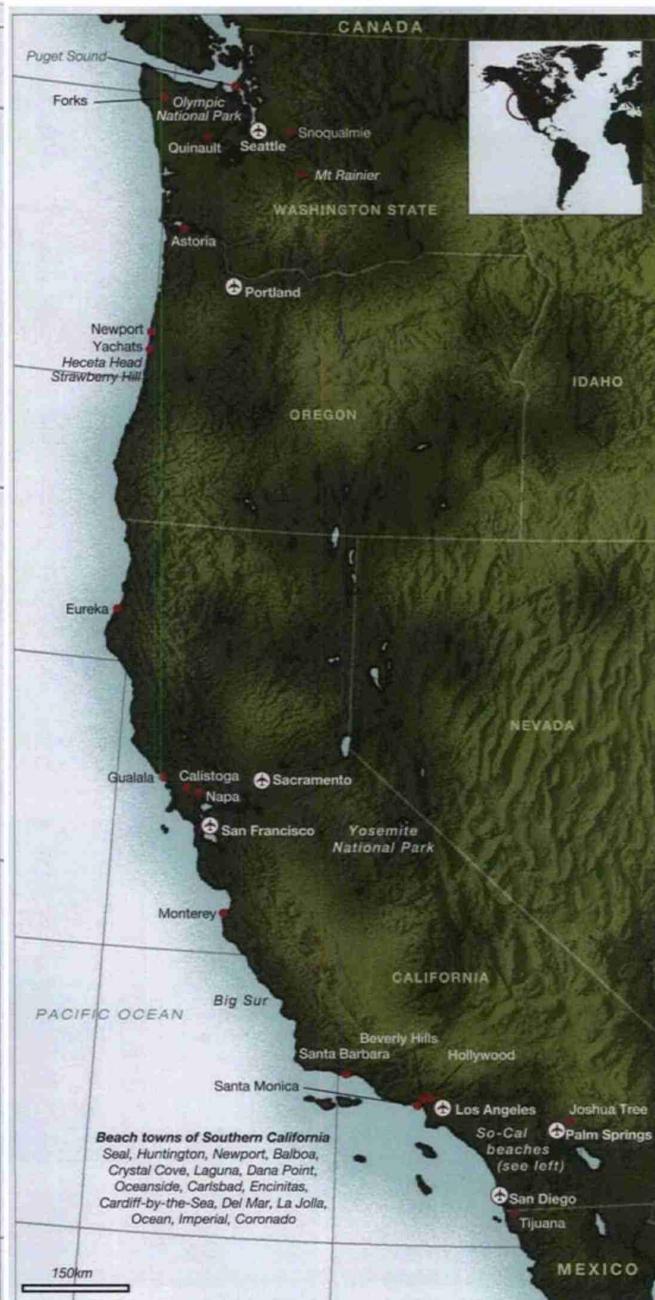 CANADA
Puget Sound
Forks
Olympic
National Park
Quinault
Seattle
Snoqualmie
Mt Rainier
WASHINGTON STATE
Astoria
Portland
Newport
Yachats
Heceta Head
Strawberry Hill
IDAHO
OREGON
Eureka
NEVADA
Gualala
Calistoga
Sacramento
Napa
San Francisco
Yosemite
National Park
Monterey
CALIFORNIA
Big Sur
PACIFIC OCEAN
Beverly Hills
Santa Barbara
Hollywood
Santa Monica
Los Angeles
Joshua Tree
Palm Springs
So-Cal
beaches
(see left)
Beach towns of Southern California
Seal, Huntington, Newport, Balboa,
Crystal Cove, Laguna, Dana Point,
Oceanside, Carlsbad, Encinitas,
Cardiff-by-the-Sea, Del Mar, La Jolla,
Ocean, Imperial, Coronado
San Diego
Tijuana
MEXICO
150km